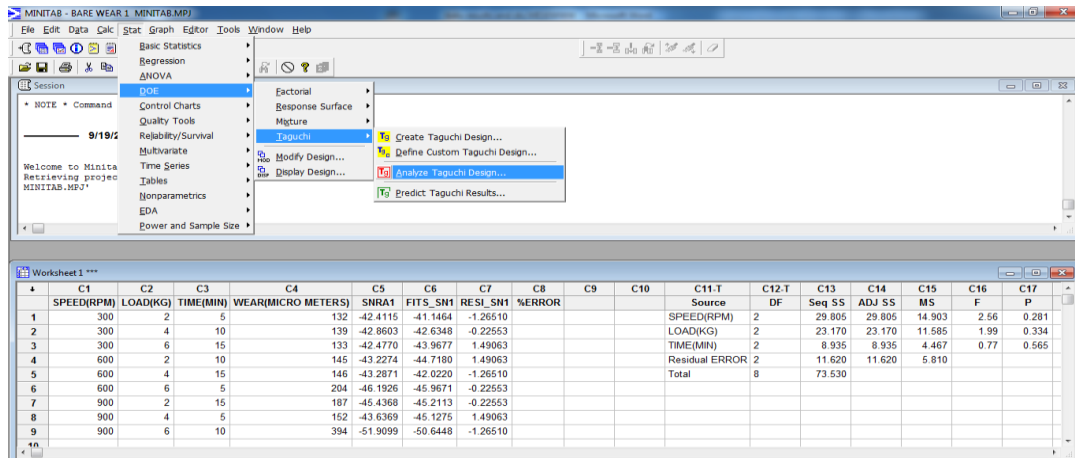 MINITAB - BARE WEAR 1 MINITAB.MPJ
File Edit Data Calc Stat Graph Editor Tools Window Help
Basic Statistics
Regression
ANOVA
DOE
Control Charts
Quality Tools
Reliability/Survival
Multivariate
Time Series
Tables
Nonparametrics
EDA
Power and Sample Size
Factorial
Response Surface
Mixture
Taguchi
Modify Design...
Display Design...
Create Taguchi Design...
Define Custom Taguchi Design...
Analyze Taguchi Design...
Predict Taguchi Results...
Session
* NOTE * Command
9/19/2
Welcome to Minita
Retrieving projec
MINITAB.MPJ'
Worksheet 1 ***
C1 C2 C3 C4 C5 C6 C7 C8 C9 C10 C11-T C12-T C13 C14 C15 C16 C17
SPEED(RPM) LOAD(KG) TIME(MIN) WEAR(MICRO METERS) SNRA1 FITS_SN1 RESI_SN1 %ERROR Source DF Seq SS ADJ SS MS F P
1 300 2 5 132 -42.4115 -41.1464 -1.26510 SPEED(RPM) 2 29.805 29.805 14.903 2.56 0.281
2 300 4 10 139 -42.8603 -42.6348 -0.22553 LOAD(KG) 2 23.170 23.170 11.585 1.99 0.334
3 300 6 15 133 -42.4770 -43.9677 1.49063 TIME(MIN) 2 8.935 8.935 4.467 0.77 0.565
4 600 2 10 145 -43.2274 -44.7180 1.49063 Residual ERROR 2 11.620 11.620 5.810
5 600 4 15 146 -43.2871 -42.0220 -1.26510 Total 8 73.530
6 600 6 5 204 -46.1926 -45.9671 -0.22553
7 900 2 15 187 -45.4368 -45.2113 -0.22553
8 900 4 5 152 -43.6369 -45.1275 1.49063
9 900 6 10 394 -51.9099 -50.6448 -1.26510
10